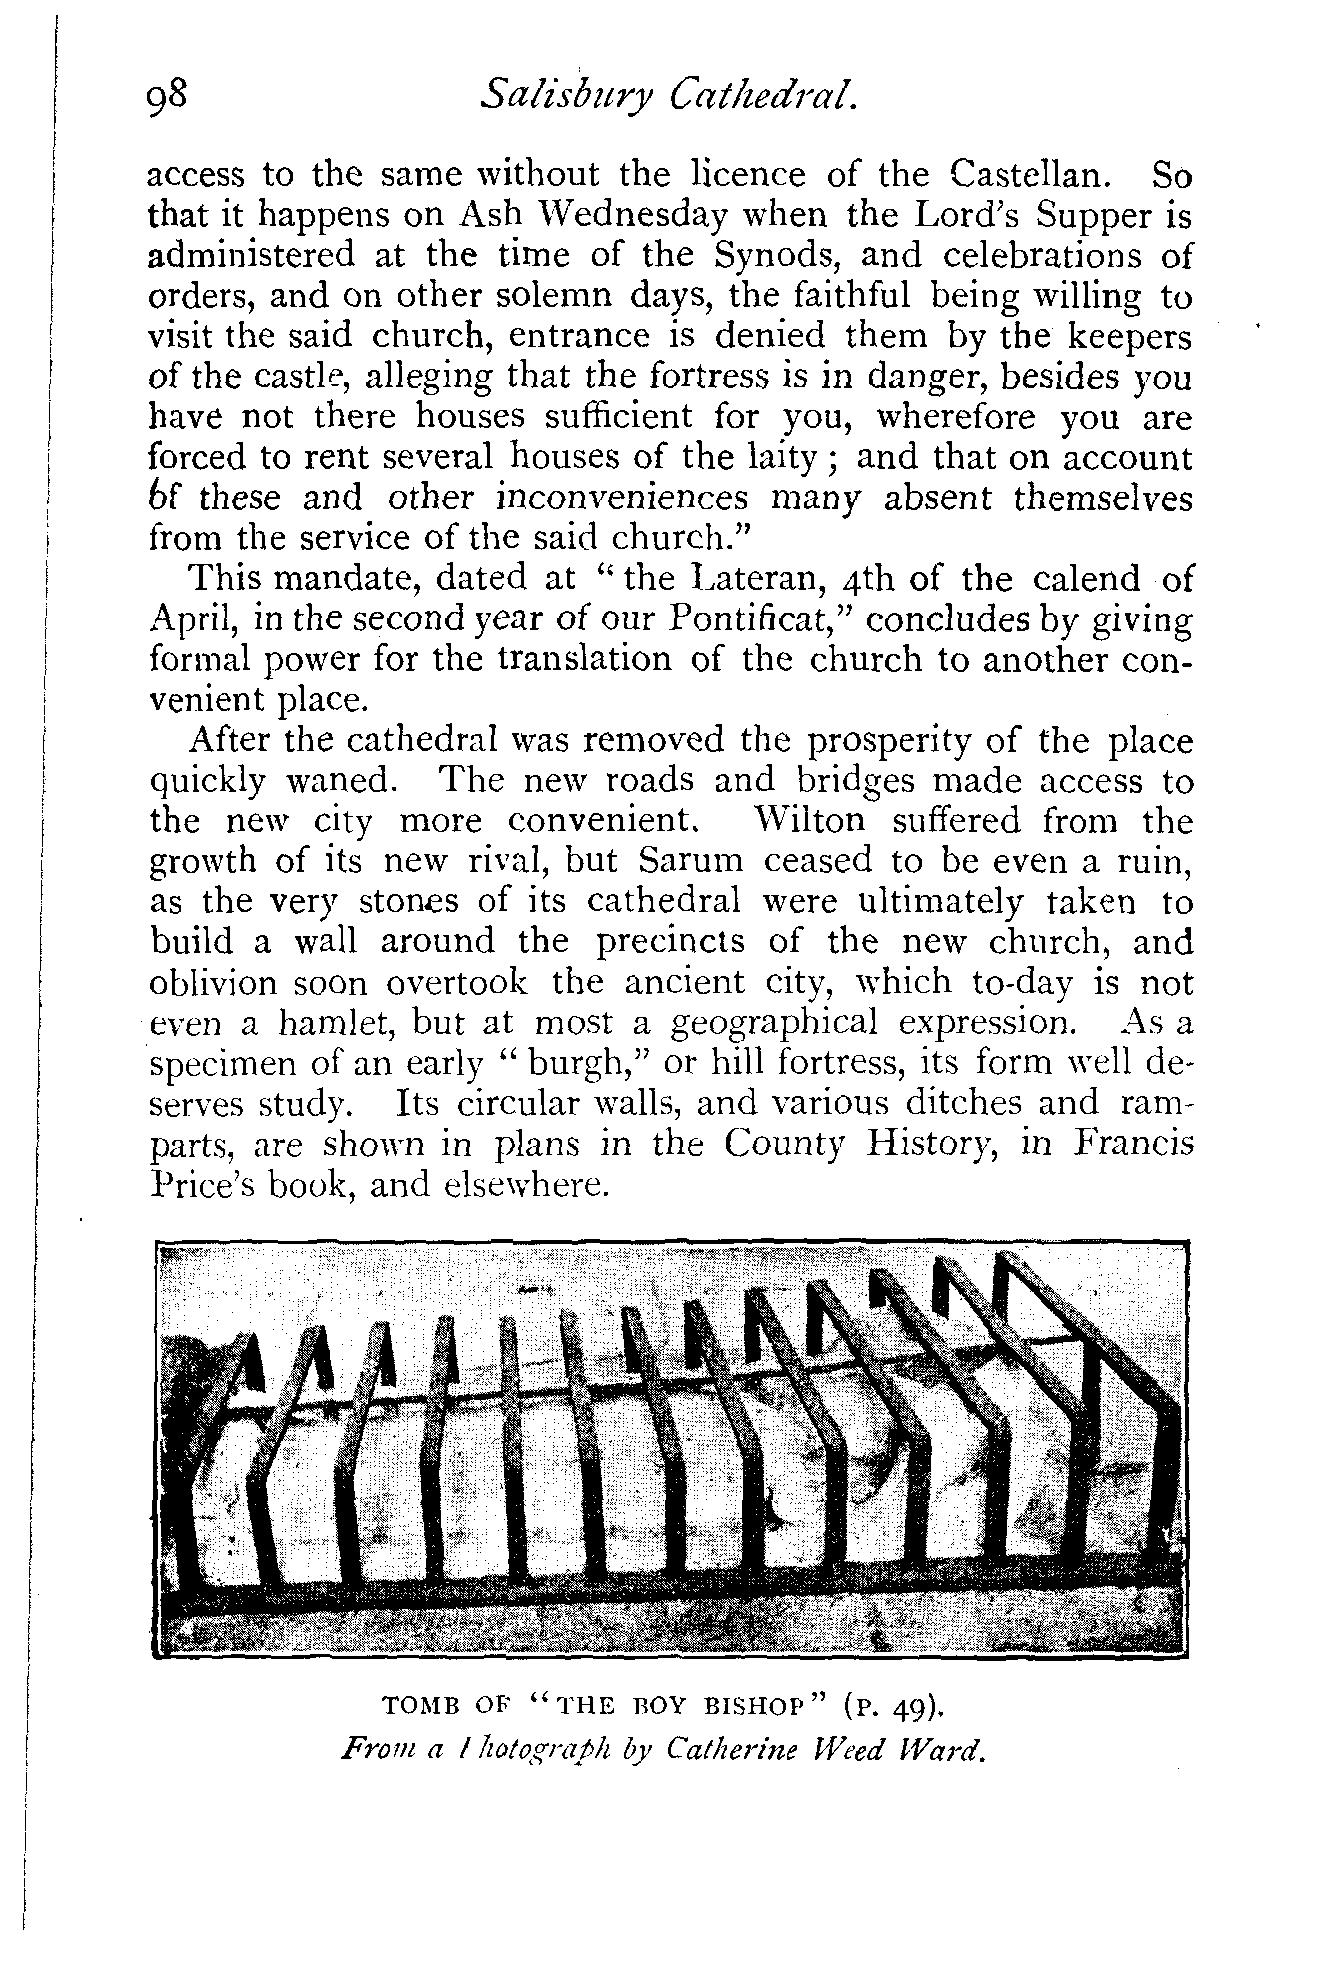 98 Salisbury Cathedral.
access to the same without the licence of the Castellan. So
that it happens on Ash Wednesday when the Lord's Supper is
administered at the time of the Synods, and celebrations of
orders, and on other solemn days, the faithful being willing to
visit the said church, entrance is denied them by the keepers
of the castle, alleging that the fortress is in danger, besides you
have not there houses sufficient for you, wherefore you are
forced to rent several houses of the laity ; and that on account
of these and other inconveniences many absent themselves
from the service of the said church."
This mandate, dated at " the Lateran, 4th of the calend of
April, in the second year of our Pontificat," concludes by giving
formal power for the translation of the church to another con-
venient place.
After the cathedral was removed the prosperity of the place
quickly waned. The new roads and bridges made access to
the new city more convenient. Wilton suffered from the
growth of its new rival, but Sarum ceased to be even a ruin,
as the very stones of its cathedral were ultimately taken to
build a wall around the precincts of the new church, and
oblivion soon overtook the ancient city, which to-day is not
even a hamlet, but at most a geographical expression. As a
specimen of an early " burgh," or hill fortress, its form well de-
serves study. Its circular walls, and various ditches and ram-
parts, are shown in plans in the County History, in Francis
Price's book, and elsewhere.
TOMB OF "THE BOY BISHOP" (P. 49).
From a Photograph by Catherine Weed Ward.